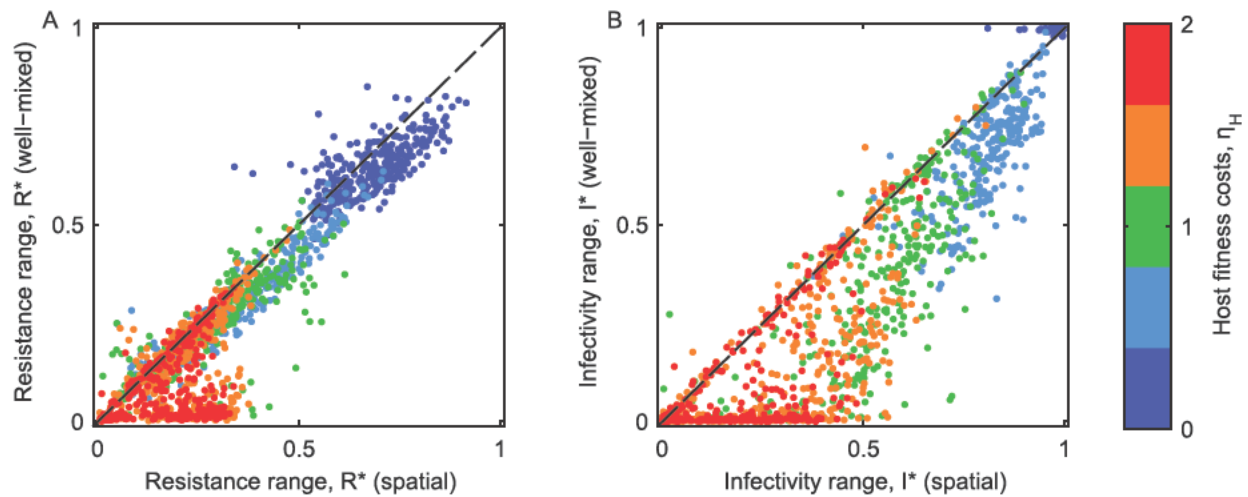 A
Resistance range, R* (well-mixed)
1
0.5
0
0
0.5
1
Resistance range, R* (spatial)
B
Infectivity range, I* (well-mixed)
1
0.5
0
0
0.5
1
Infectivity range, I* (spatial)
2
1
0
Host fitness costs, η_H